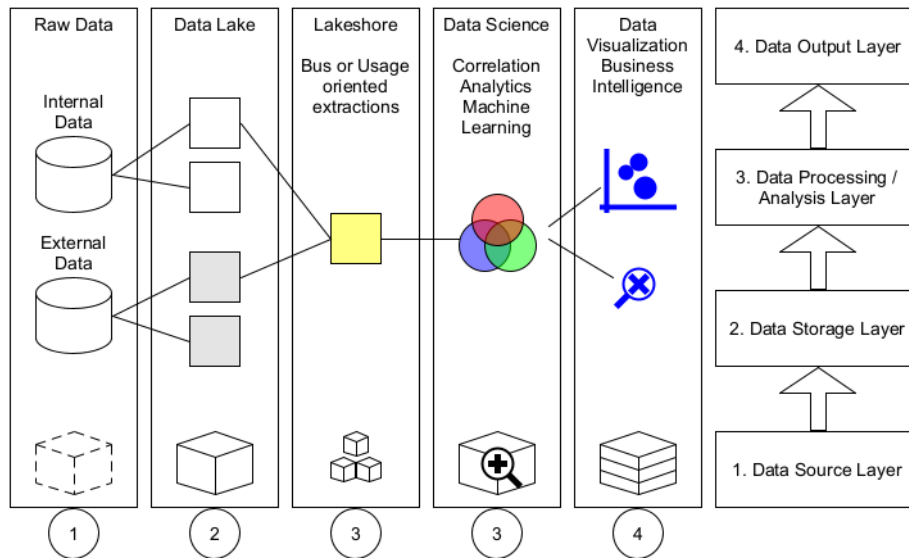 Raw Data
Internal
Data
External
Data
1
Data Lake
2
Lakeshore
Bus or Usage
oriented
extractions
3
Data Science
Correlation
Analytics
Machine
Learning
3
Data
Visualization
Business
Intelligence
4
4. Data Output Layer
3. Data Processing /
Analysis Layer
2. Data Storage Layer
1. Data Source Layer